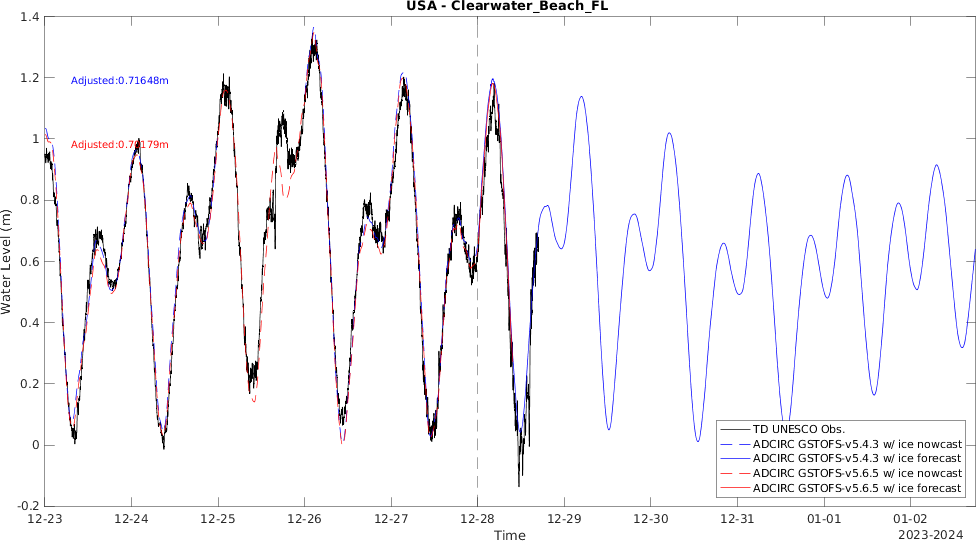 USA - Clearwater_Beach_FL
1.4
1.2
1
0.8
0.6
0.4
0.2
0
-0.2
Water Level (m)
Adjusted:0.71648m
Adjusted:0.76179m
TD UNESCO Obs.
ADCIRC GSTOFS-v5.4.3 w/ ice nowcast
ADCIRC GSTOFS-v5.4.3 w/ ice forecast
ADCIRC GSTOFS-v5.6.5 w/ ice nowcast
ADCIRC GSTOFS-v5.6.5 w/ ice forecast
12-23 12-24 12-25 12-26 12-27 12-28 12-29 12-30 12-31 01-01 01-02
Time
2023-2024